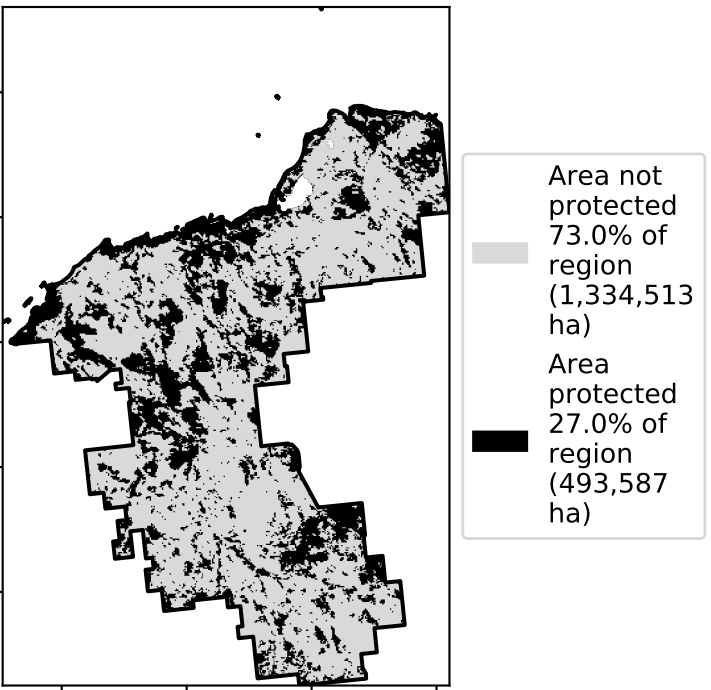 Area not
protected
73.0% of
region
(1,334,513
ha)
Area
protected
27.0% of
region
(493,587
ha)